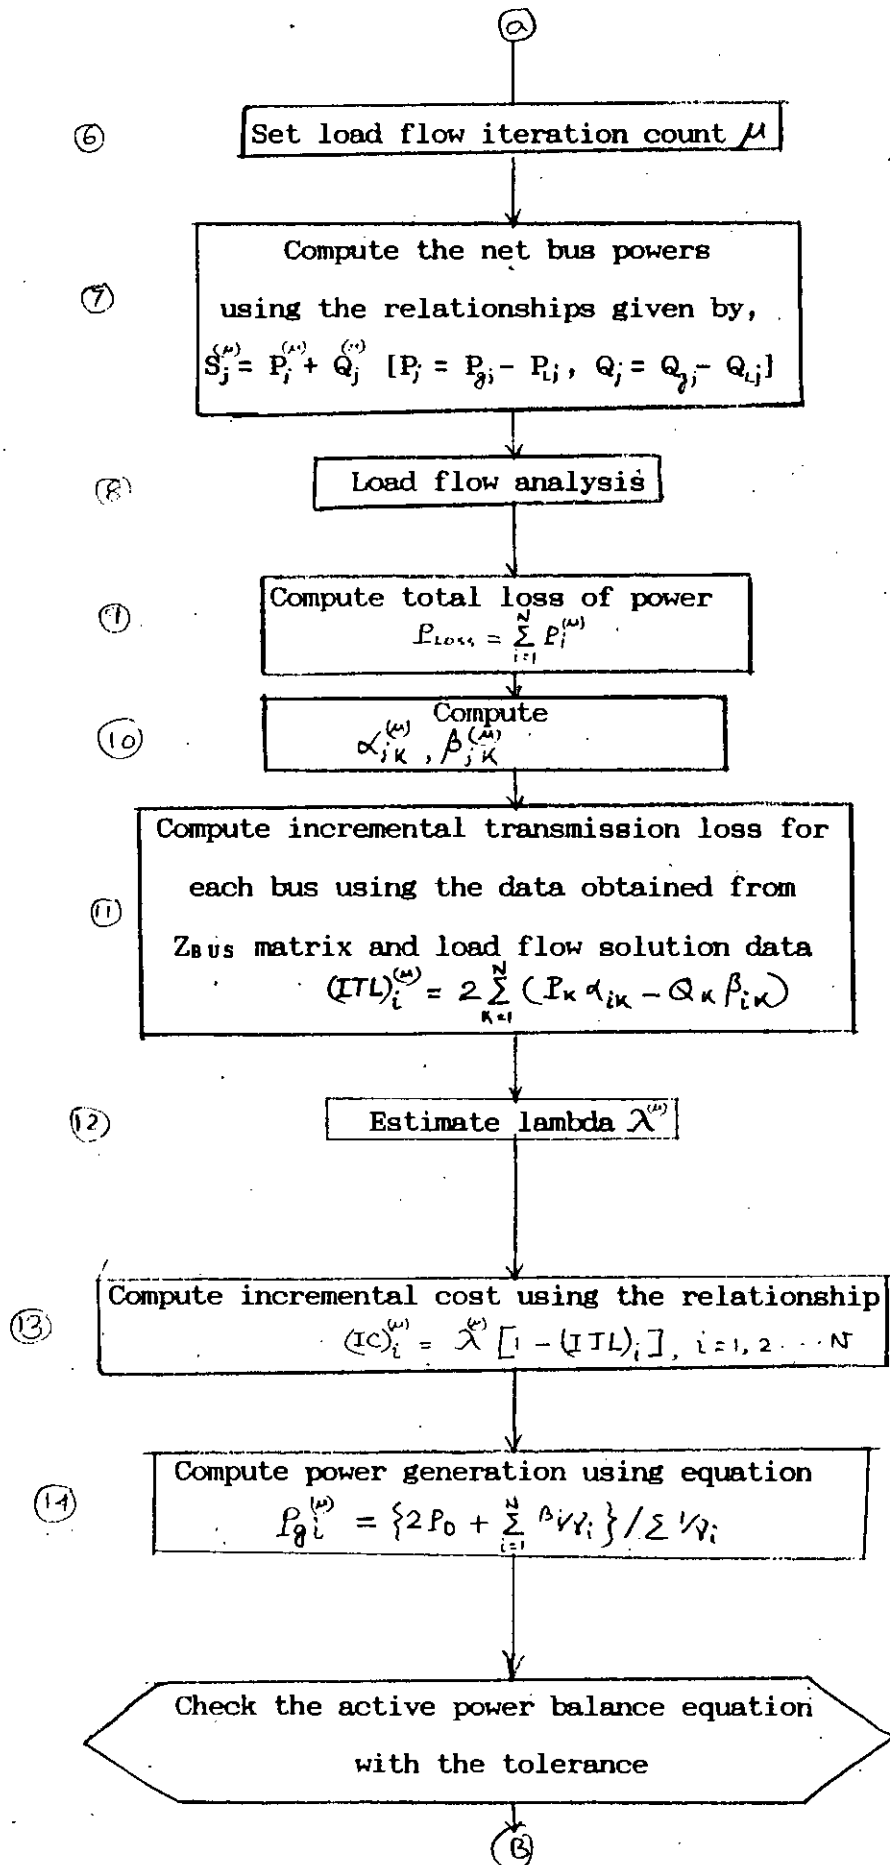 a
6
Set load flow iteration count μ
7
Compute the net bus powers
using the relationships given by,
S_j^(μ) = P_j^(μ) + Q_j^(μ) [P_j = P_gj - P_Lj, Q_j = Q_gj - Q_Lj]
8
Load flow analysis
9
Compute total loss of power
P_Loss = Σ_{i=1}^{N} P_i^(μ)
10
Compute
α_jK^(μ), β_jK^(μ)
11
Compute incremental transmission loss for
each bus using the data obtained from
Z_BUS matrix and load flow solution data
(ITL)_i^(μ) = 2 Σ_{K=1}^{N} (P_K α_iK - Q_K β_iK)
12
Estimate lambda λ^(μ)
13
Compute incremental cost using the relationship
(IC)_i^(μ) = λ^(μ) [1 - (ITL)_i], i = 1, 2 ... N
14
Compute power generation using equation
P_gi^(μ) = {2P_D + Σ_{i=1}^{N} β_i/γ_i} / Σ 1/γ_i
Check the active power balance equation
with the tolerance
B